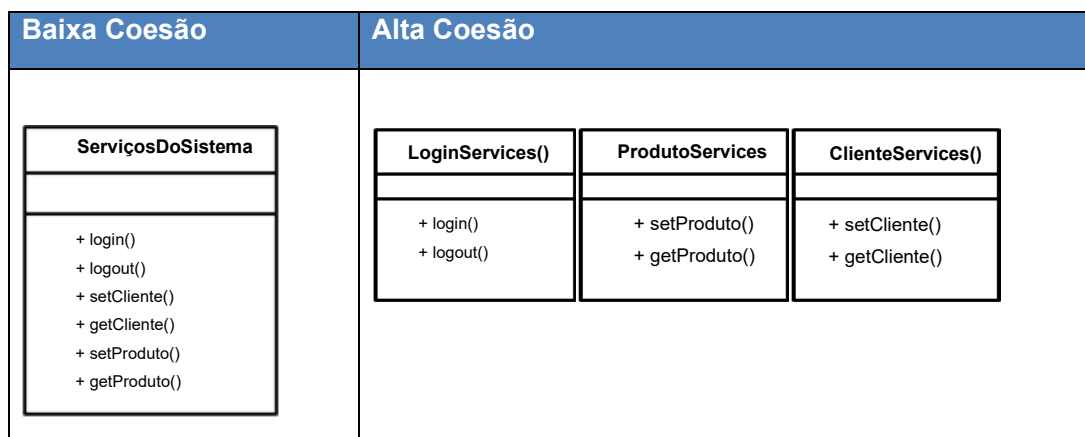 Baixa Coesão
Alta Coesão
ServiçosDoSistema
+ login()
+ logout()
+ setCliente()
+ getCliente()
+ setProduto()
+ getProduto()
LoginServices()
+ login()
+ logout()
ProdutoServices
+ setProduto()
+ getProduto()
ClienteServices()
+ setCliente()
+ getCliente()